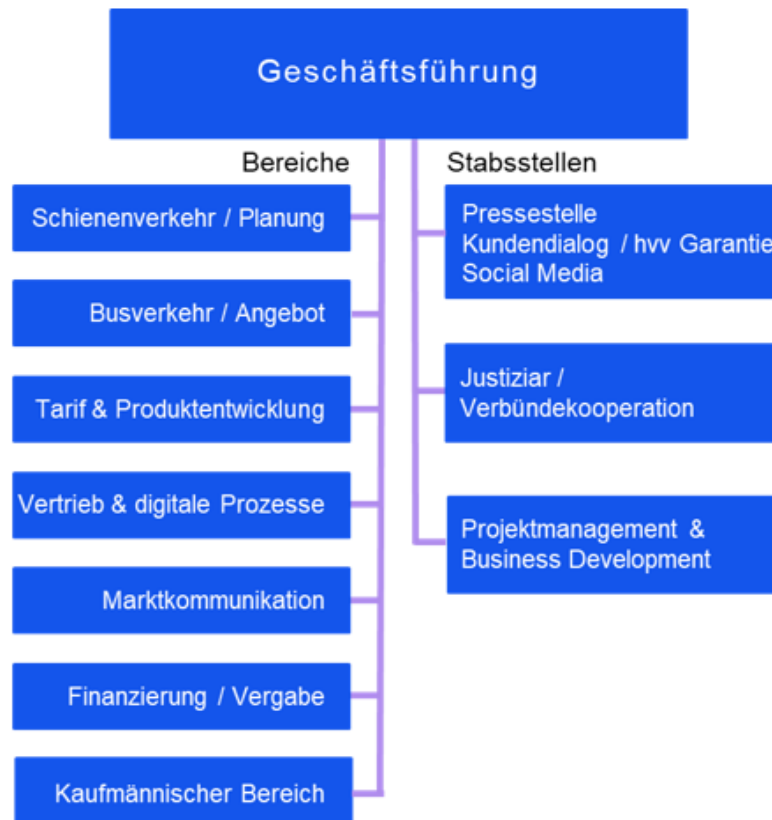 Geschäftsführung
Bereiche
Schienenverkehr / Planung
Busverkehr / Angebot
Tarif & Produktentwicklung
Vertrieb & digitale Prozesse
Marktkommunikation
Finanzierung / Vergabe
Kaufmännischer Bereich
Stabsstellen
Pressestelle
Kundendialog / hvv Garantie
Social Media
Justiziar /
Verbündekooperation
Projektmanagement &
Business Development